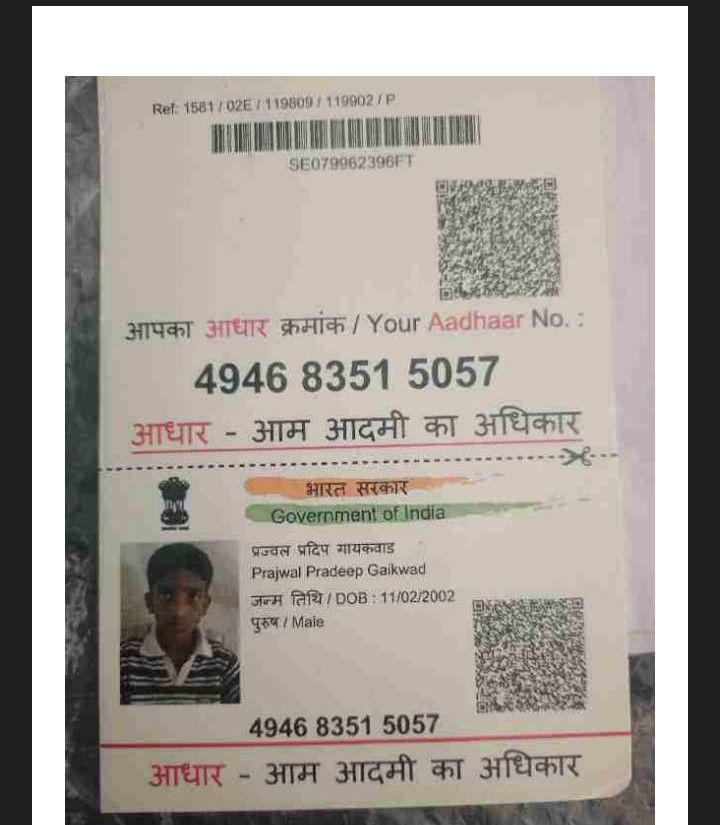 Ref: 1581 / 02E / 119809 / 119902 / P
SE079962396FT
आपका आधार क्रमांक / Your Aadhaar No. :
4946 8351 5057
आधार - आम आदमी का अधिकार
भारत सरकार
Government of India
प्रज्वल प्रदिप गायकवाड
Prajwal Pradeep Gaikwad
जन्म तिथि / DOB : 11/02/2002
पुरुष / Male
4946 8351 5057
आधार - आम आदमी का अधिकार